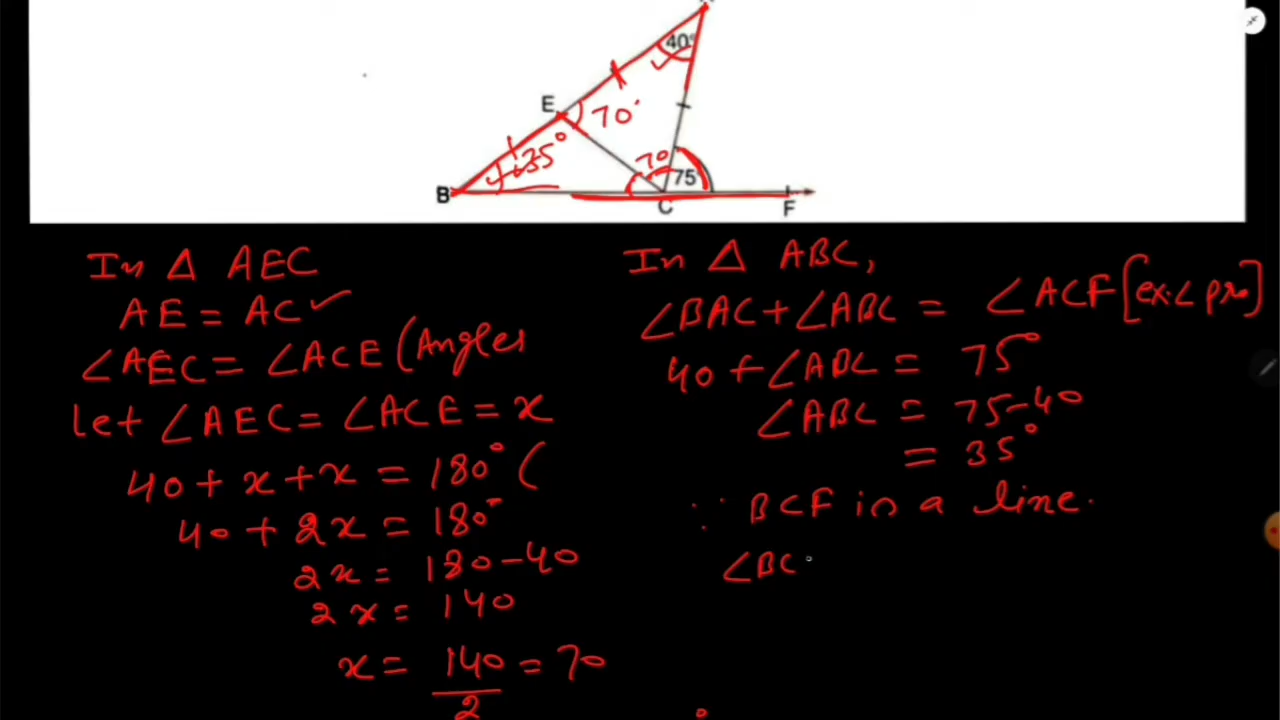 40°
E
70°
35°
70
75
B
C
F
In △ AEC
AE = AC ✓
∠AEC = ∠ACE (Angles
let ∠AEC = ∠ACE = x
40 + x + x = 180° (
40 + 2x = 180°
2x = 180 - 40
2x = 140
x = 140/2 = 70
In △ ABC,
∠BAC + ∠ABC = ∠ACF [ex.∠ pro]
40 + ∠ABC = 75°
∠ABC = 75 - 40
= 35°
∵ BCF is a line.
∠BC